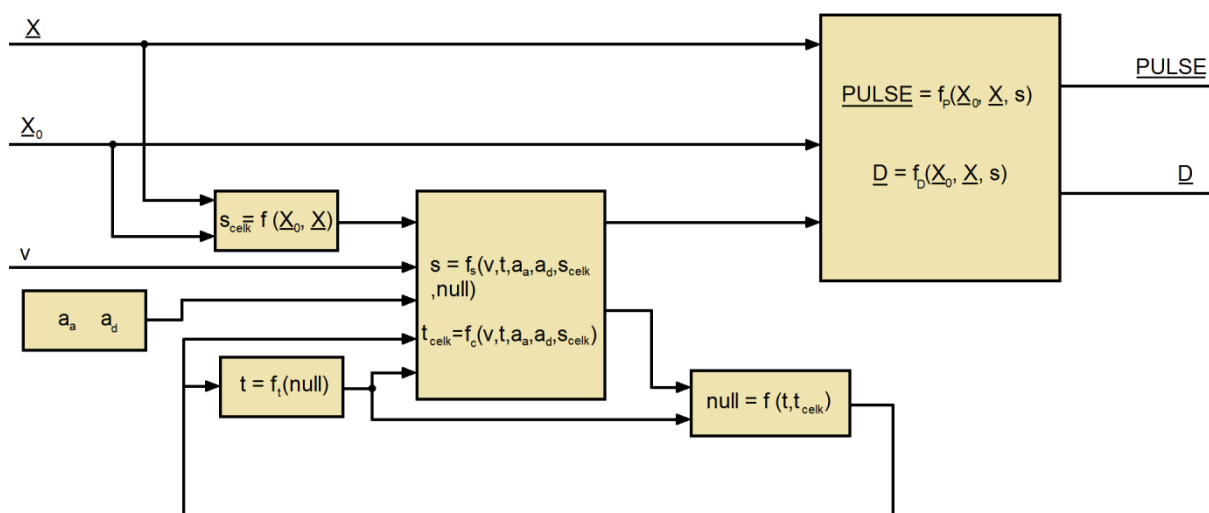 X
PULSE
PULSE = fP(X0, X, s)
X0
D = fD(X0, X, s)
D
scelk = f (X0, X)
v
s = fs(v,t,aa,ad,scelk
,null)
aa ad
tcelk=fc(v,t,aa,ad,scelk)
t = ft(null)
null = f (t,tcelk)